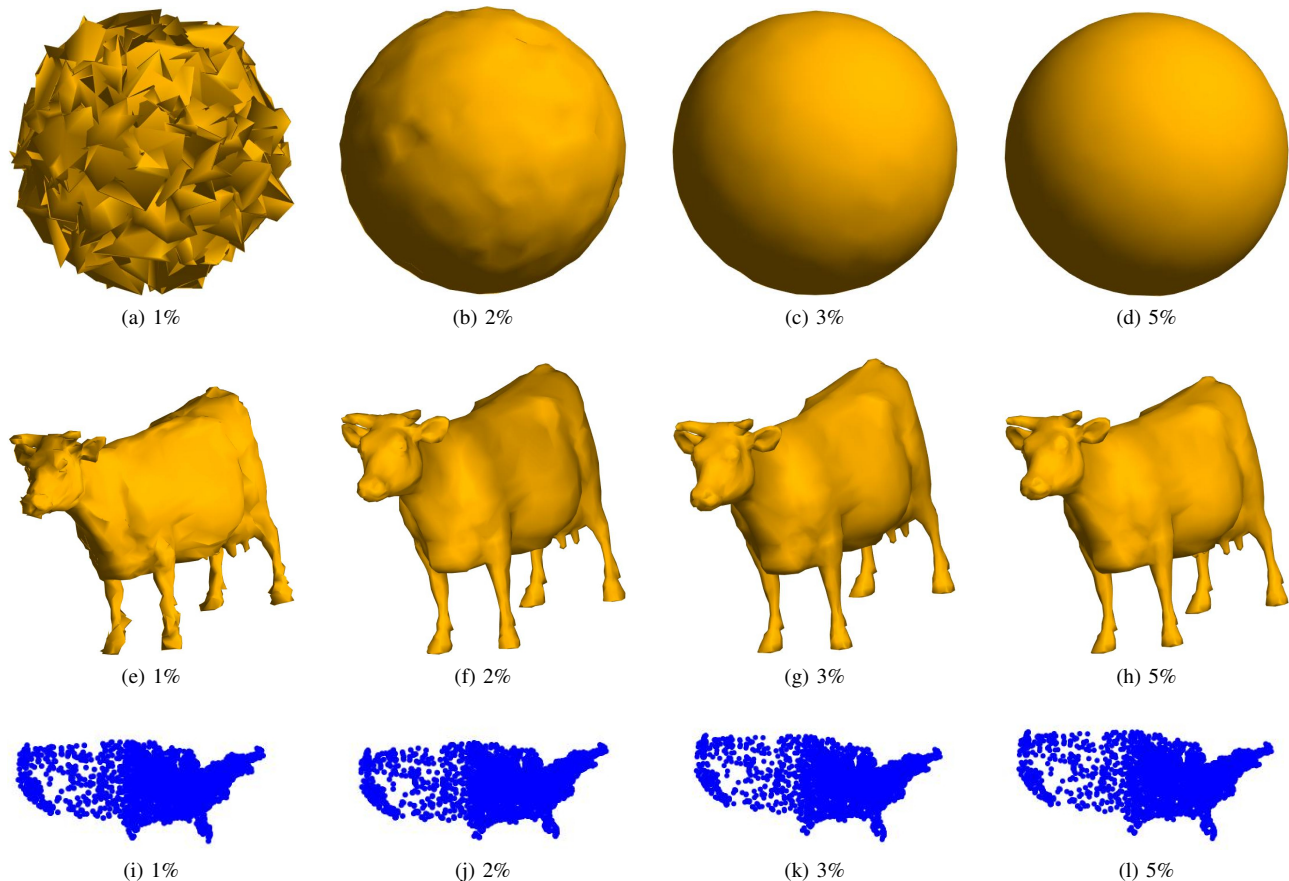 (a) 1%
(b) 2%
(c) 3%
(d) 5%
(e) 1%
(f) 2%
(g) 3%
(h) 5%
(i) 1%
(j) 2%
(k) 3%
(l) 5%